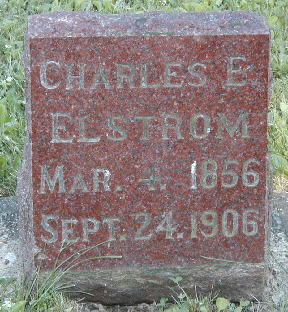 CHARLES E.
ELSTROM
MAR. 4. 1856
SEPT. 24. 1906